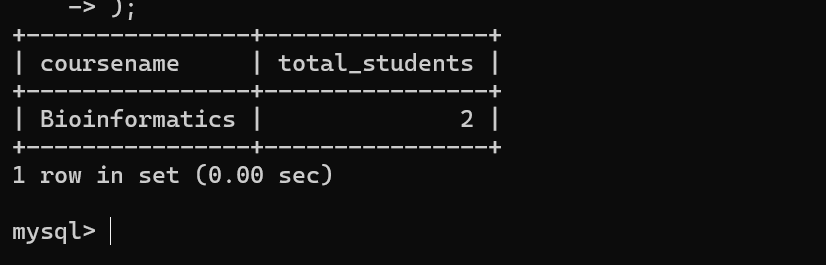 -> );
+----------------+----------------+
| coursename     | total_students |
+----------------+----------------+
| Bioinformatics |              2 |
+----------------+----------------+
1 row in set (0.00 sec)
mysql>